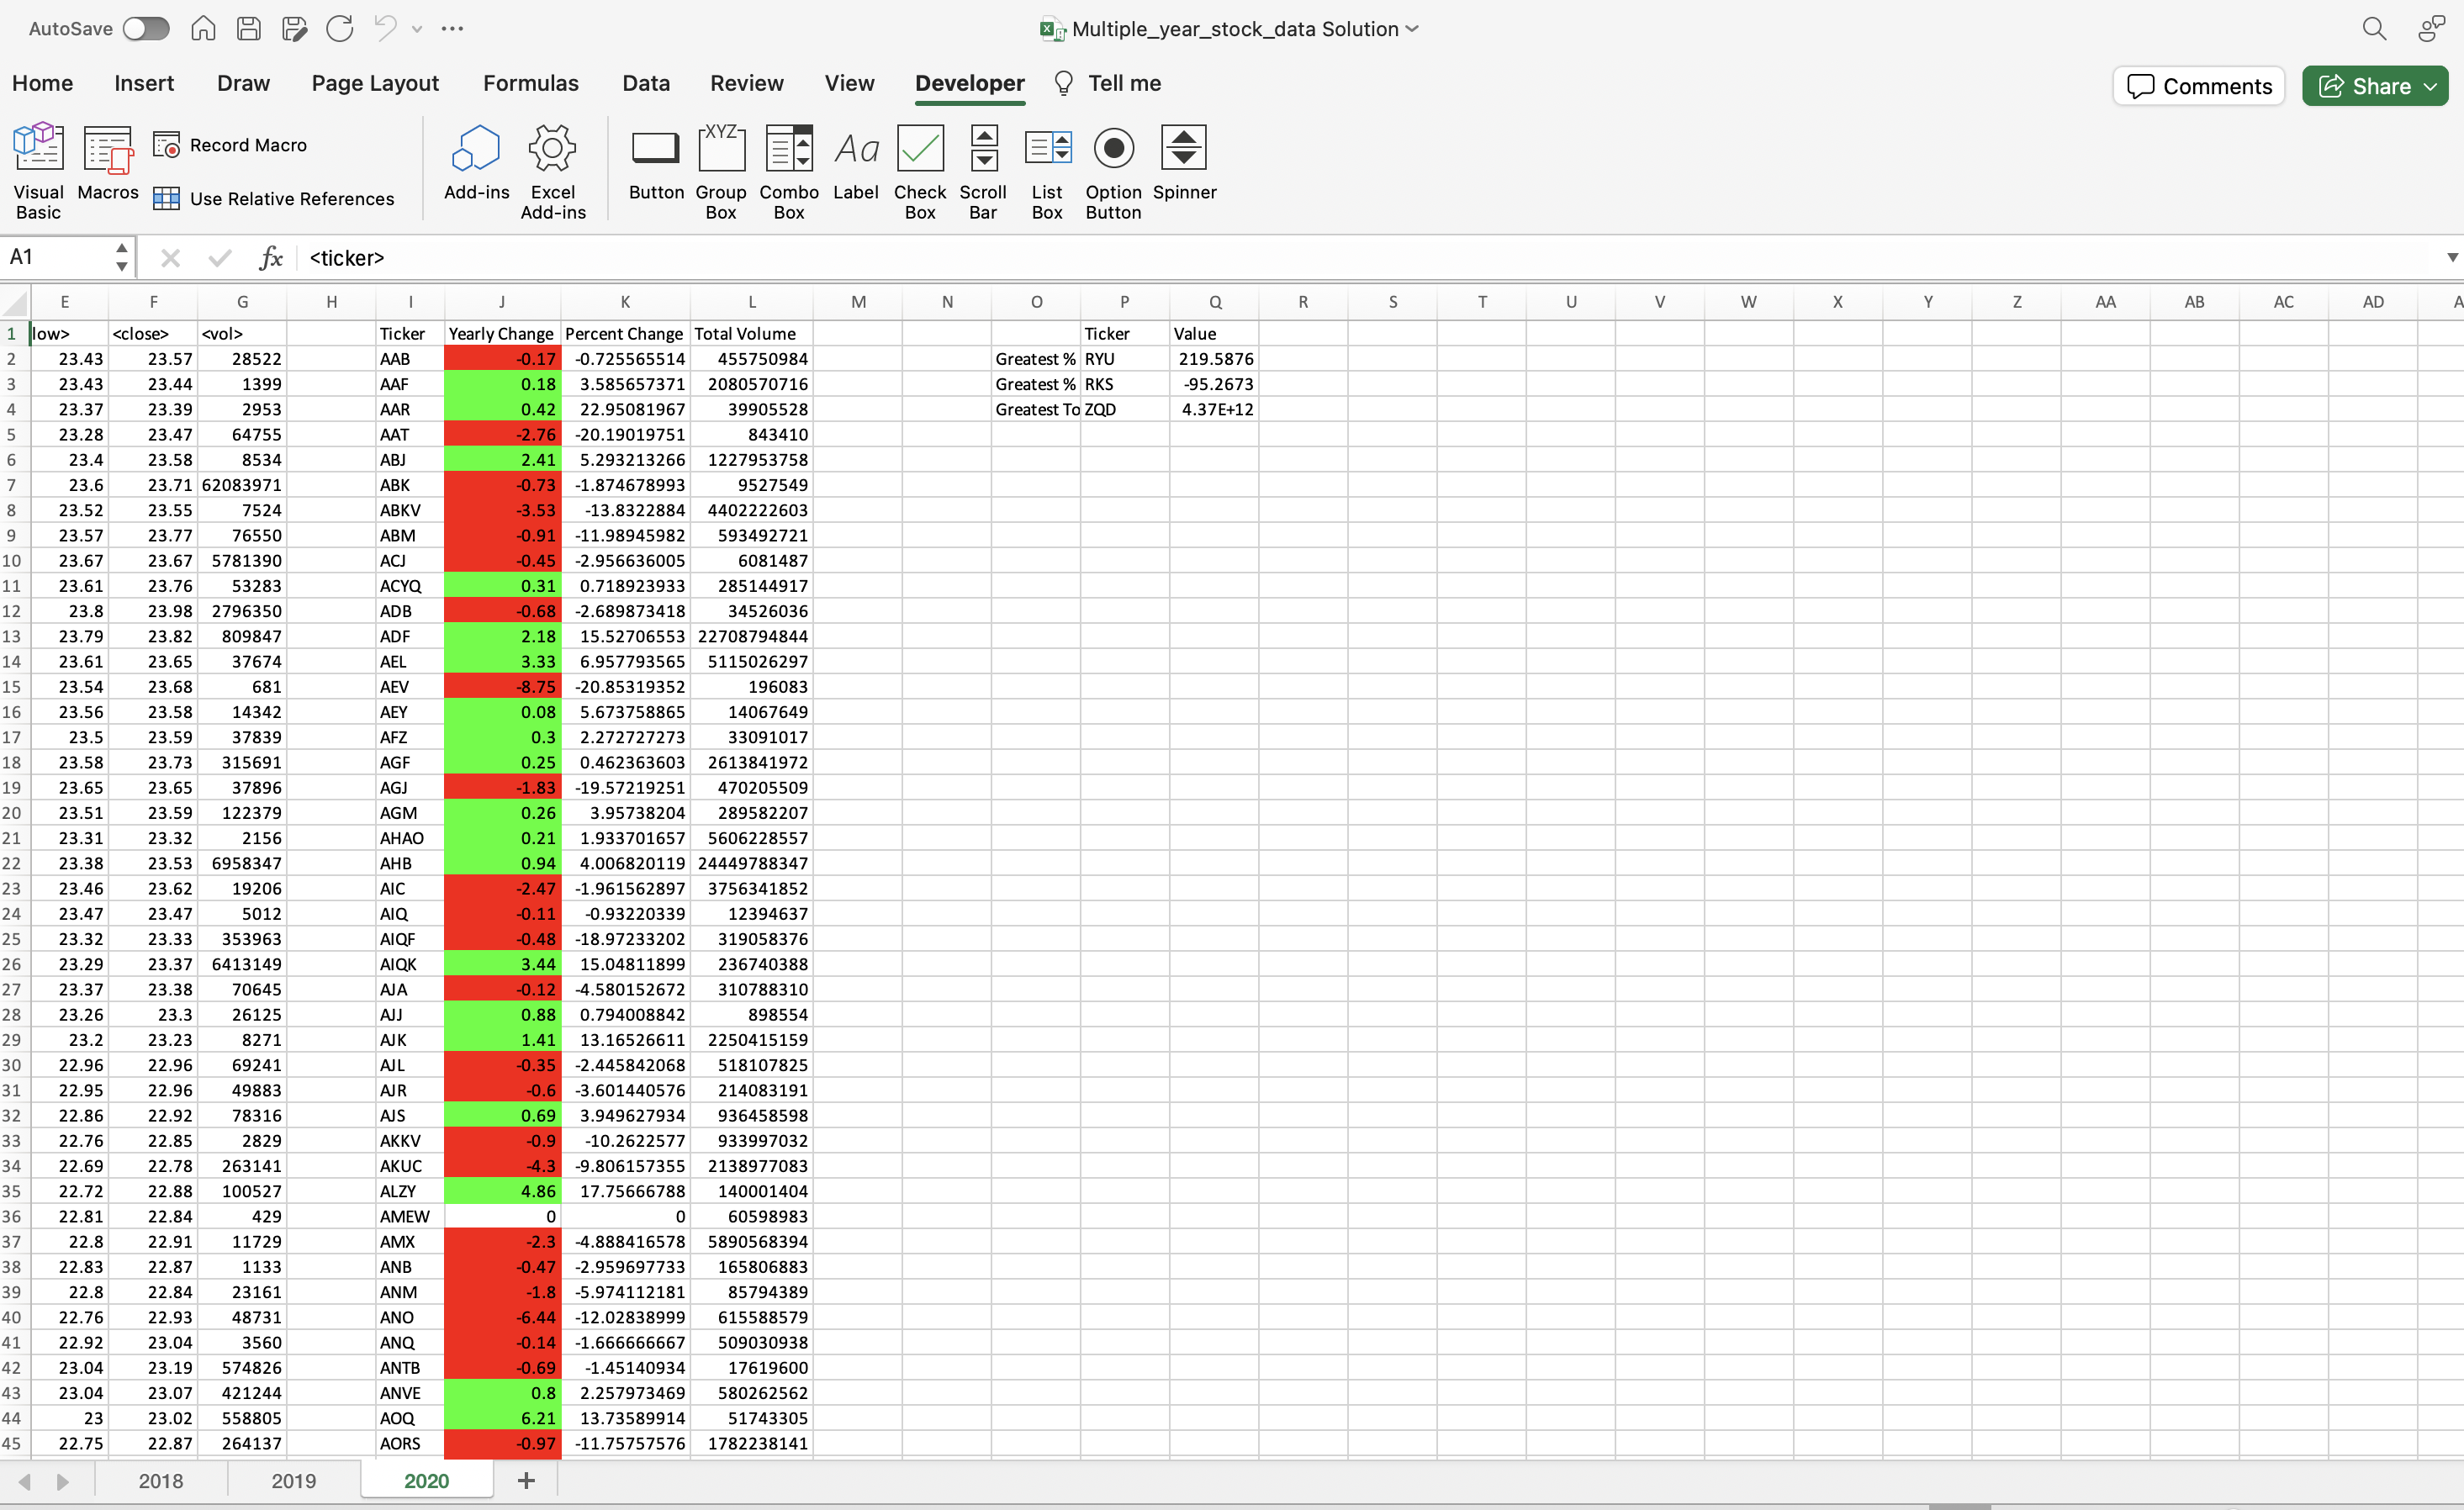 AutoSave
Multiple_year_stock_data Solution
Home Insert Draw Page Layout Formulas Data Review View Developer Tell me Comments Share
Visual Basic
Macros
Record Macro
Use Relative References
Add-ins
Excel Add-ins
Button
XYZ
Group Box
Combo Box
Aa
Label
Check Box
Scroll Bar
List Box
Option Button
Spinner
A1 fx <ticker>
E F G H I J K L M N O P Q R S T U V W X Y Z AA AB AC AD A
1 low> <close> <vol> Ticker Yearly Change Percent Change Total Volume Ticker Value
2 23.43 23.57 28522 AAB -0.17 -0.725565514 455750984 Greatest % RYU 219.5876
3 23.43 23.44 1399 AAF 0.18 3.585657371 2080570716 Greatest % RKS -95.2673
4 23.37 23.39 2953 AAR 0.42 22.95081967 39905528 Greatest To ZQD 4.37E+12
5 23.28 23.47 64755 AAT -2.76 -20.19019751 843410
6 23.4 23.58 8534 ABJ 2.41 5.293213266 1227953758
7 23.6 23.71 62083971 ABK -0.73 -1.874678993 9527549
8 23.52 23.55 7524 ABKV -3.53 -13.8322884 4402222603
9 23.57 23.77 76550 ABM -0.91 -11.98945982 593492721
10 23.67 23.67 5781390 ACJ -0.45 -2.956636005 6081487
11 23.61 23.76 53283 ACYQ 0.31 0.718923933 285144917
12 23.8 23.98 2796350 ADB -0.68 -2.689873418 34526036
13 23.79 23.82 809847 ADF 2.18 15.52706553 22708794844
14 23.61 23.65 37674 AEL 3.33 6.957793565 5115026297
15 23.54 23.68 681 AEV -8.75 -20.85319352 196083
16 23.56 23.58 14342 AEY 0.08 5.673758865 14067649
17 23.5 23.59 37839 AFZ 0.3 2.272727273 33091017
18 23.58 23.73 315691 AGF 0.25 0.462363603 2613841972
19 23.65 23.65 37896 AGJ -1.83 -19.57219251 470205509
20 23.51 23.59 122379 AGM 0.26 3.95738204 289582207
21 23.31 23.32 2156 AHAO 0.21 1.933701657 5606228557
22 23.38 23.53 6958347 AHB 0.94 4.006820119 24449788347
23 23.46 23.62 19206 AIC -2.47 -1.961562897 3756341852
24 23.47 23.47 5012 AIQ -0.11 -0.93220339 12394637
25 23.32 23.33 353963 AIQF -0.48 -18.97233202 319058376
26 23.29 23.37 6413149 AIQK 3.44 15.04811899 236740388
27 23.37 23.38 70645 AJA -0.12 -4.580152672 310788310
28 23.26 23.3 26125 AJJ 0.88 0.794008842 898554
29 23.2 23.23 8271 AJK 1.41 13.16526611 2250415159
30 22.96 22.96 69241 AJL -0.35 -2.445842068 518107825
31 22.95 22.96 49883 AJR -0.6 -3.601440576 214083191
32 22.86 22.92 78316 AJS 0.69 3.949627934 936458598
33 22.76 22.85 2829 AKKV -0.9 -10.2622577 933997032
34 22.69 22.78 263141 AKUC -4.3 -9.806157355 2138977083
35 22.72 22.88 100527 ALZY 4.86 17.75666788 140001404
36 22.81 22.84 429 AMEW 0 0 60598983
37 22.8 22.91 11729 AMX -2.3 -4.888416578 5890568394
38 22.83 22.87 1133 ANB -0.47 -2.959697733 165806883
39 22.8 22.84 23161 ANM -1.8 -5.974112181 85794389
40 22.76 22.93 48731 ANO -6.44 -12.02838999 615588579
41 22.92 23.04 3560 ANQ -0.14 -1.666666667 509030938
42 23.04 23.19 574826 ANTB -0.69 -1.45140934 17619600
43 23.04 23.07 421244 ANVE 0.8 2.257973469 580262562
44 23 23.02 558805 AOQ 6.21 13.73589914 51743305
45 22.75 22.87 264137 AORS -0.97 -11.75757576 1782238141
2018 2019 2020 +